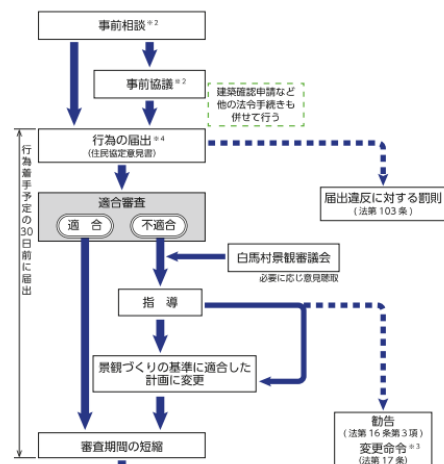 事前相談※2
事前協議※2
建築確認申請など
他の法令手続きも
併せて行う
行為着手予定の30日前に届出
行為の届出※4
(住民協定意見書)
届出違反に対する罰則
(法第103条)
適合審査
適 合
不適合
白馬村景観審議会
必要に応じ意見聴取
指 導
景観づくりの基準に適合した
計画に変更
勧告
(法第16条第3項)
変更命令※3
(法第17条)
審査期間の短縮